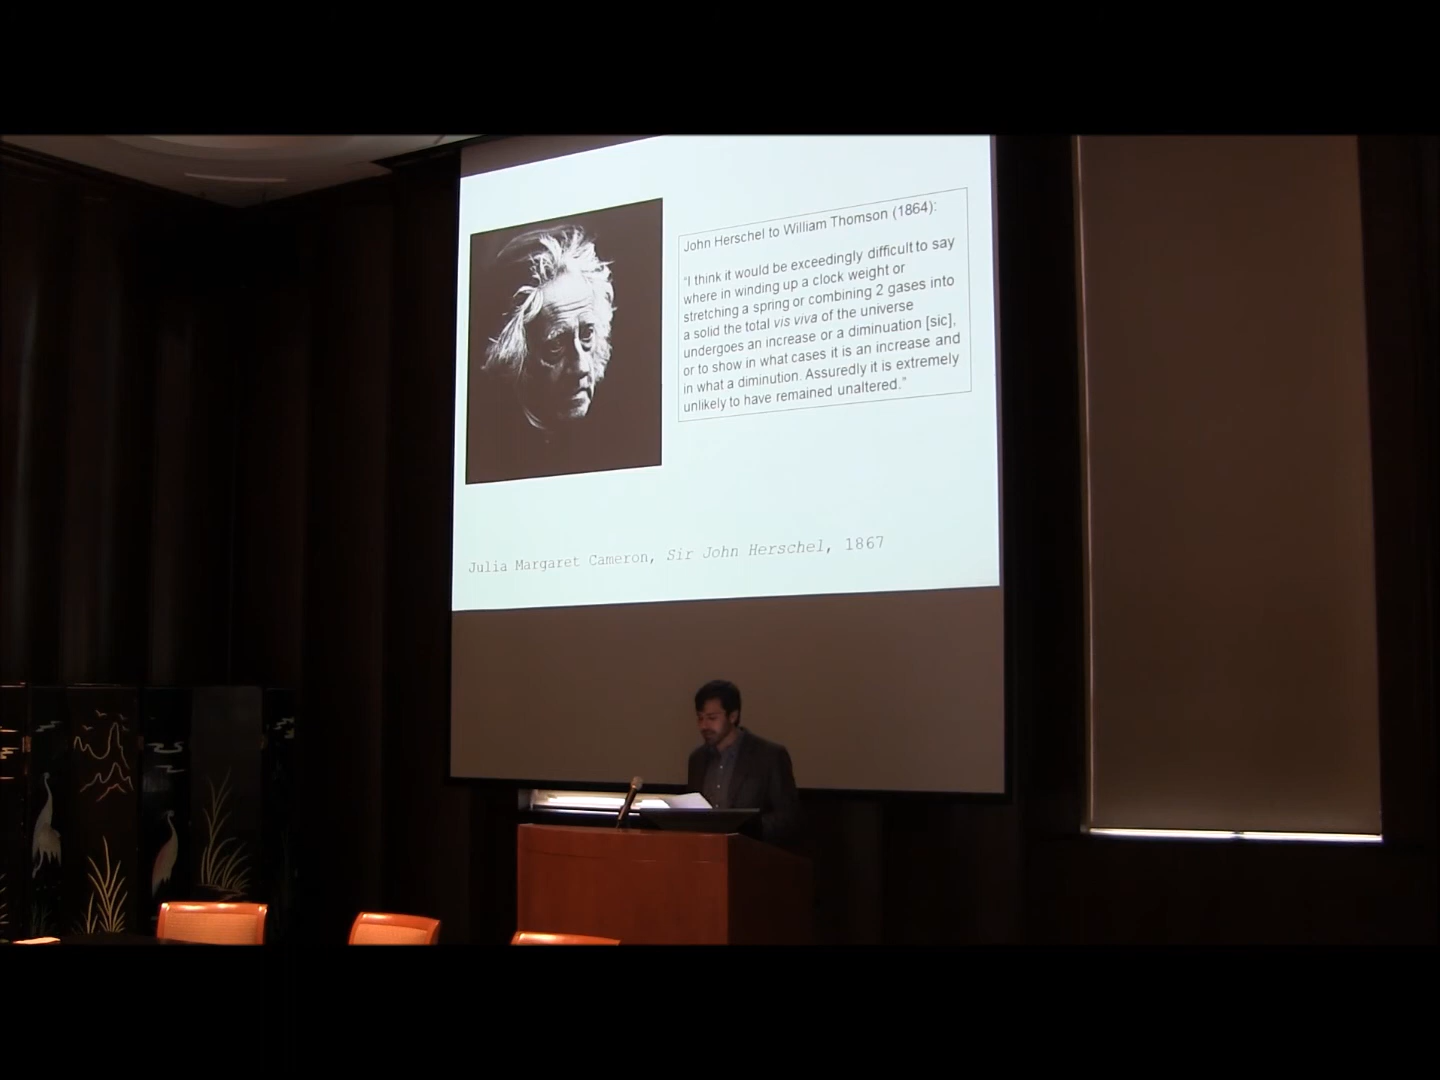 John Herschel to William Thomson (1864):
"I think it would be exceedingly difficult to say
where in winding up a clock weight or
stretching a spring or combining 2 gases into
a solid the total vis viva of the universe
undergoes an increase or a diminuation [sic],
or to show in what cases it is an increase and
in what a diminution. Assuredly it is extremely
unlikely to have remained unaltered."
Julia Margaret Cameron, Sir John Herschel, 1867